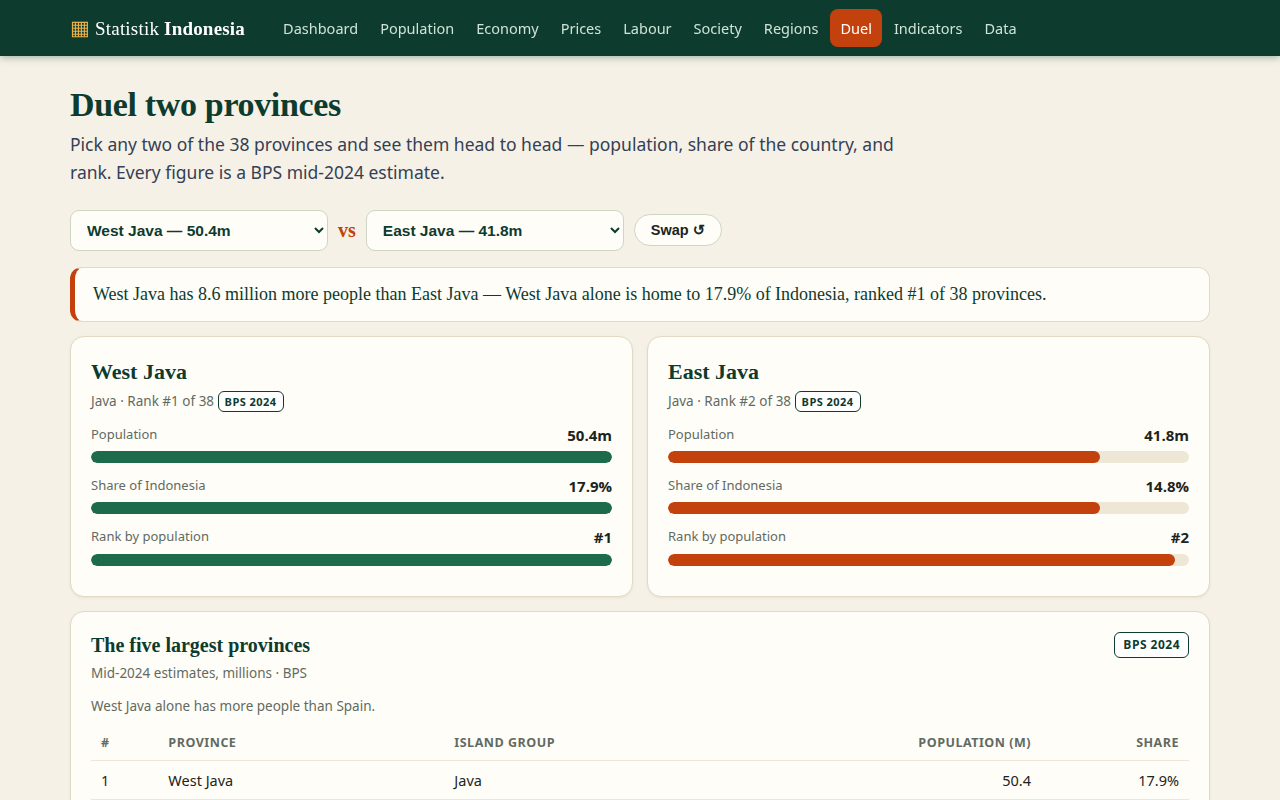 ▦ Statistik Indonesia Dashboard Population Economy Prices Labour Society Regions Duel Indicators Data
Duel two provinces
Pick any two of the 38 provinces and see them head to head — population, share of the country, and
rank. Every figure is a BPS mid-2024 estimate.
West Java — 50.4m vs East Java — 41.8m Swap ↺
West Java has 8.6 million more people than East Java — West Java alone is home to 17.9% of Indonesia, ranked #1 of 38 provinces.
West Java
Java · Rank #1 of 38 BPS 2024
Population 50.4m
Share of Indonesia 17.9%
Rank by population #1
East Java
Java · Rank #2 of 38 BPS 2024
Population 41.8m
Share of Indonesia 14.8%
Rank by population #2
The five largest provinces BPS 2024
Mid-2024 estimates, millions · BPS
West Java alone has more people than Spain.
# PROVINCE ISLAND GROUP POPULATION (M) SHARE
1 West Java Java 50.4 17.9%